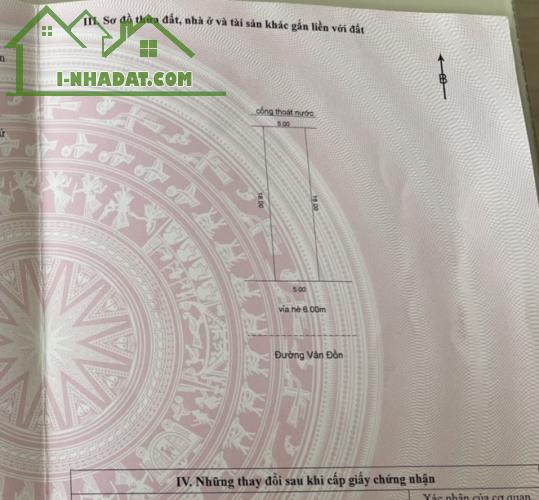 III. Sơ đồ thửa đất, nhà ở và tài sản khác gắn liền với đất
I-NHADAT.COM
B
cống thoát nước
5.00
18.00
18.00
5.00
vỉa hè 6.00m
Đường Vân Đồn
IV. Những thay đổi sau khi cấp giấy chứng nhận
Xác nhận của cơ quan